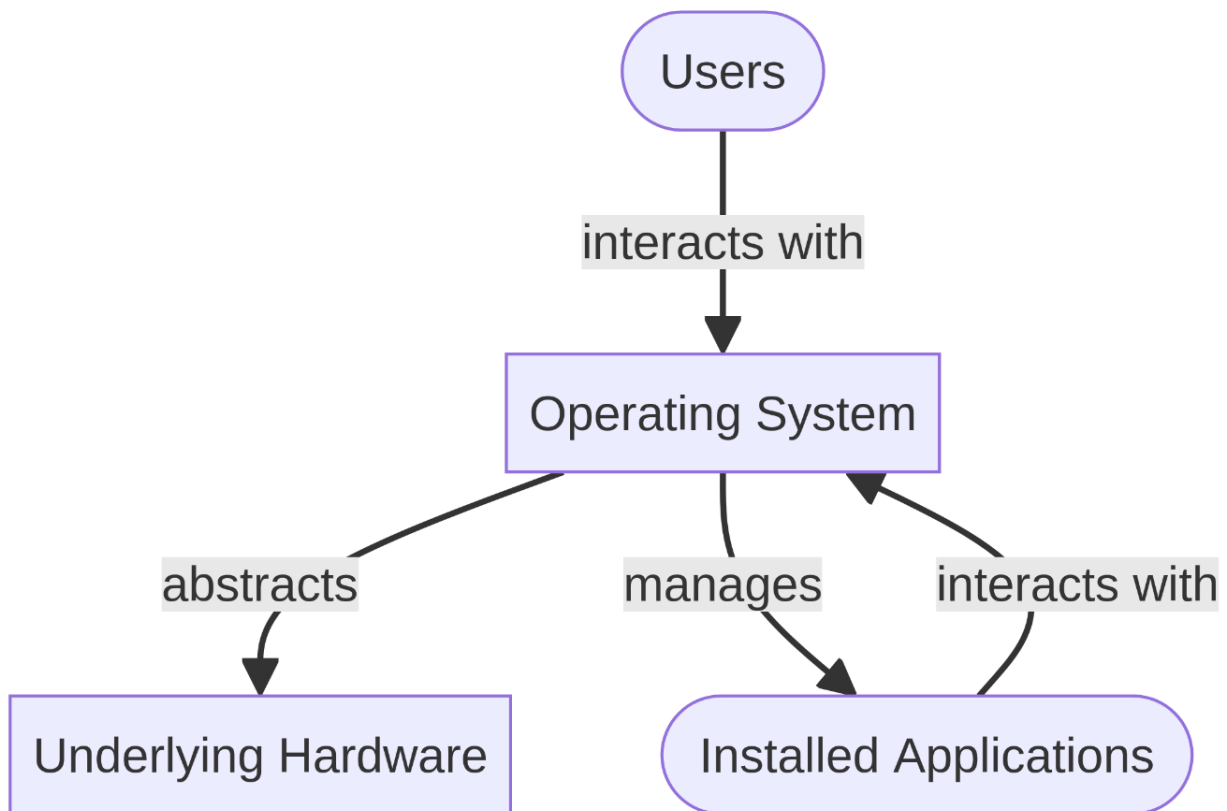 Users
interacts with
Operating System
abstracts
manages
interacts with
Underlying Hardware
Installed Applications